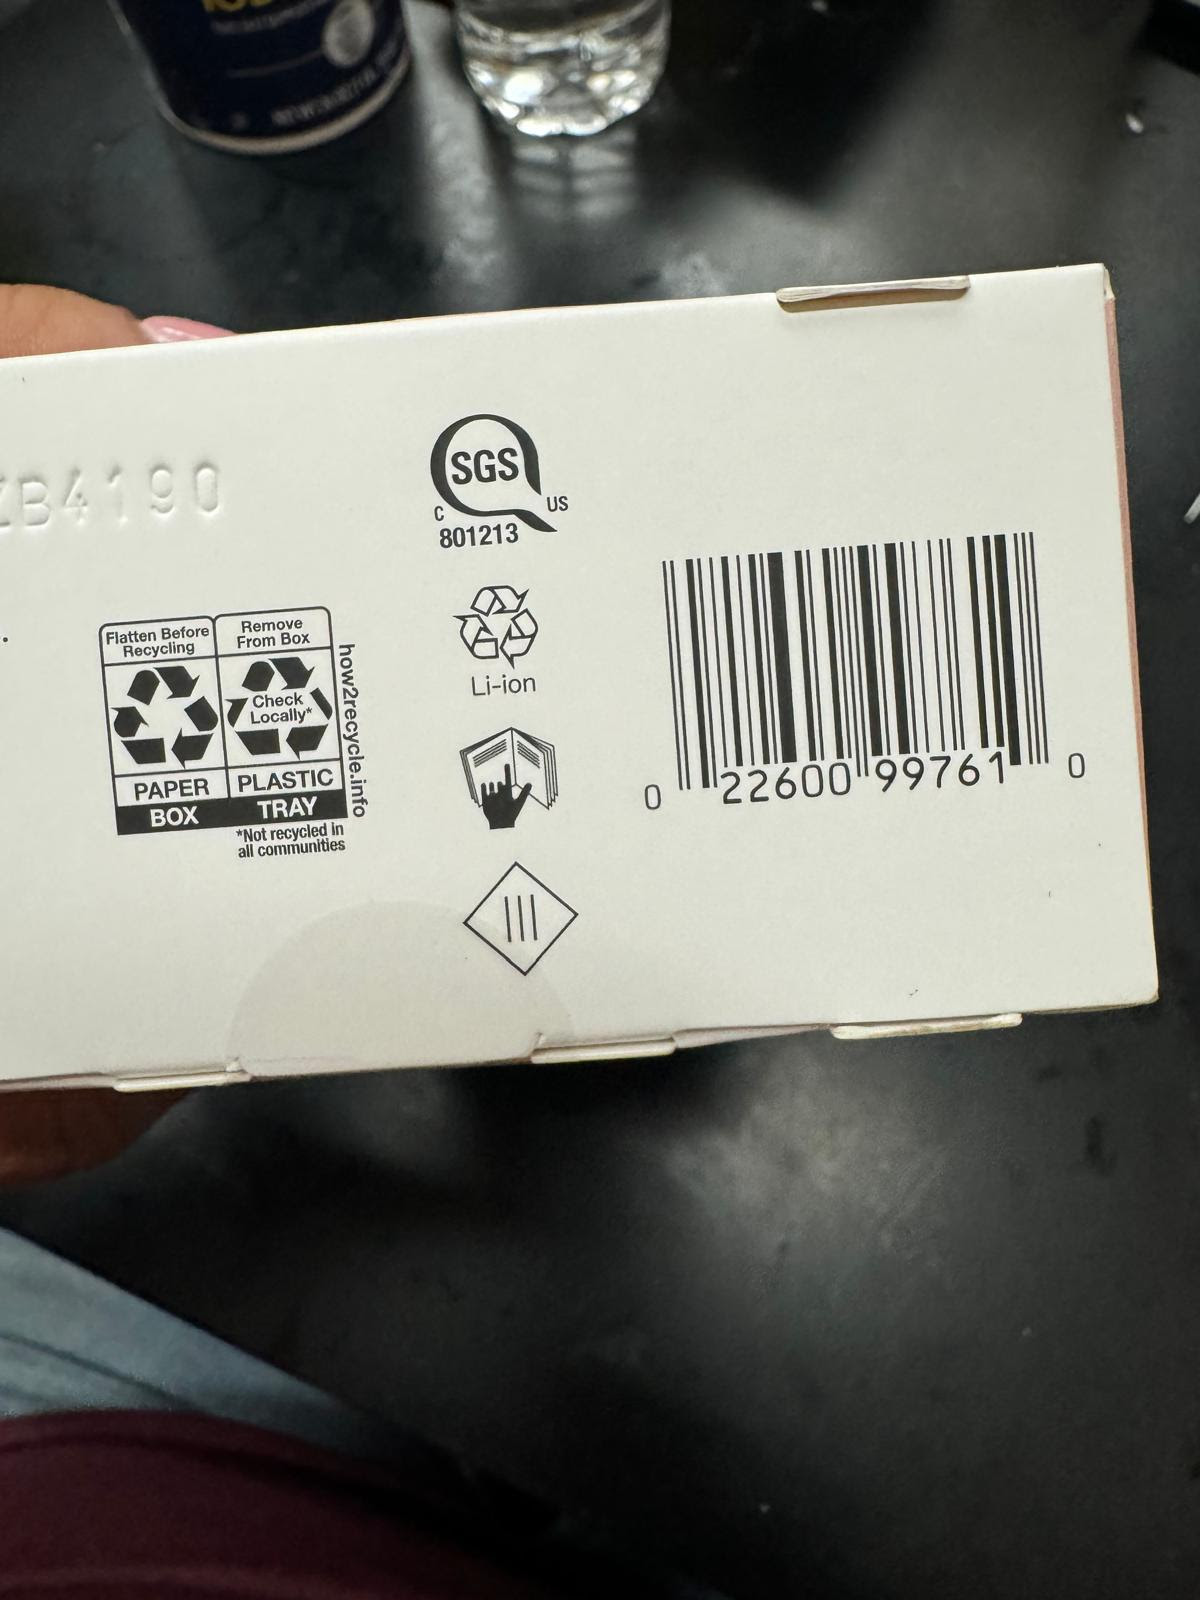 ZB4190
SGS
C US
801213
Flatten Before
Recycling
Remove
From Box
Check
Locally*
PAPER
PLASTIC
BOX
TRAY
how2recycle.info
*Not recycled in
all communities
Li-ion
0 22600 99761 0